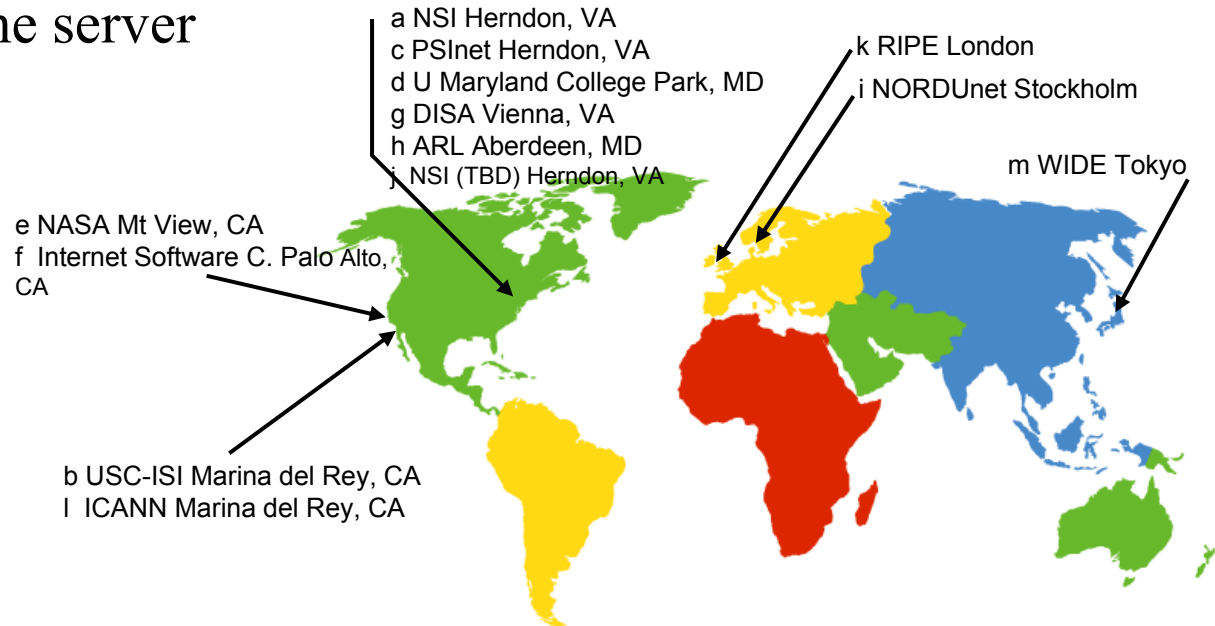 ne server
a NSI Herndon, VA
c PSInet Herndon, VA
d U Maryland College Park, MD
g DISA Vienna, VA
h ARL Aberdeen, MD
j NSI (TBD) Herndon, VA
k RIPE London
i NORDUnet Stockholm
m WIDE Tokyo
e NASA Mt View, CA
f Internet Software C. Palo Alto,
CA
b USC-ISI Marina del Rey, CA
l ICANN Marina del Rey, CA